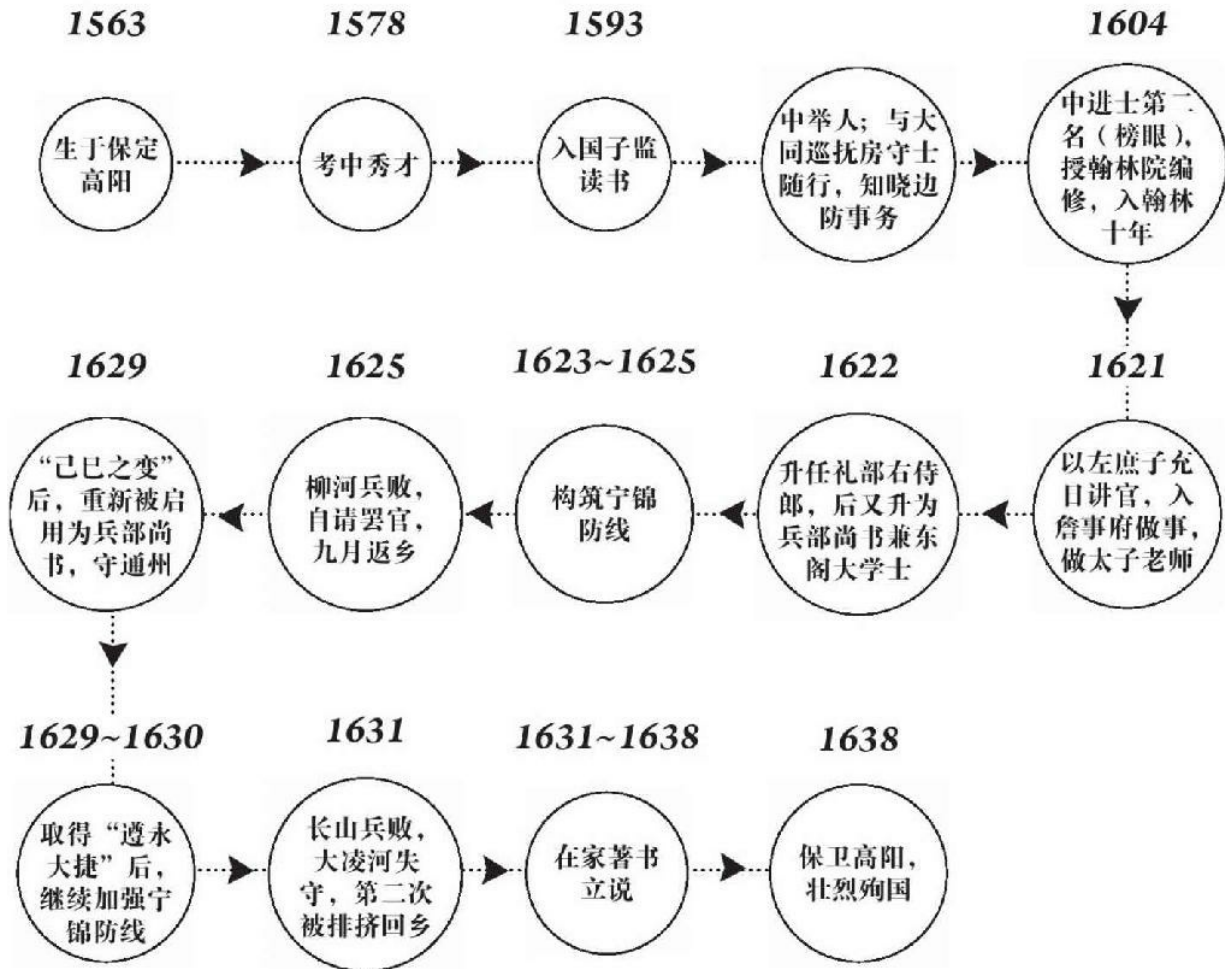 1563
1578
1593
1604
生于保定
高阳
考中秀才
入国子监
读书
中举人；与大
同巡抚房守士
随行，知晓边
防事务
中进士第二
名（榜眼），
授翰林院编
修，入翰林
十年
1629
1625
1623~1625
1622
1621
“己巳之变”
后，重新被启
用为兵部尚
书，守通州
柳河兵败，
自请罢官，
九月返乡
构筑宁锦
防线
升任礼部右侍
郎，后又升为
兵部尚书兼东
阁大学士
以左庶子充
日讲官，入
詹事府做事，
做太子老师
1629~1630
1631
1631~1638
1638
取得“遵永
大捷”后，
继续加强宁
锦防线
长山兵败，
大凌河失
守，第二次
被排挤回乡
在家著书
立说
保卫高阳，
壮烈殉国